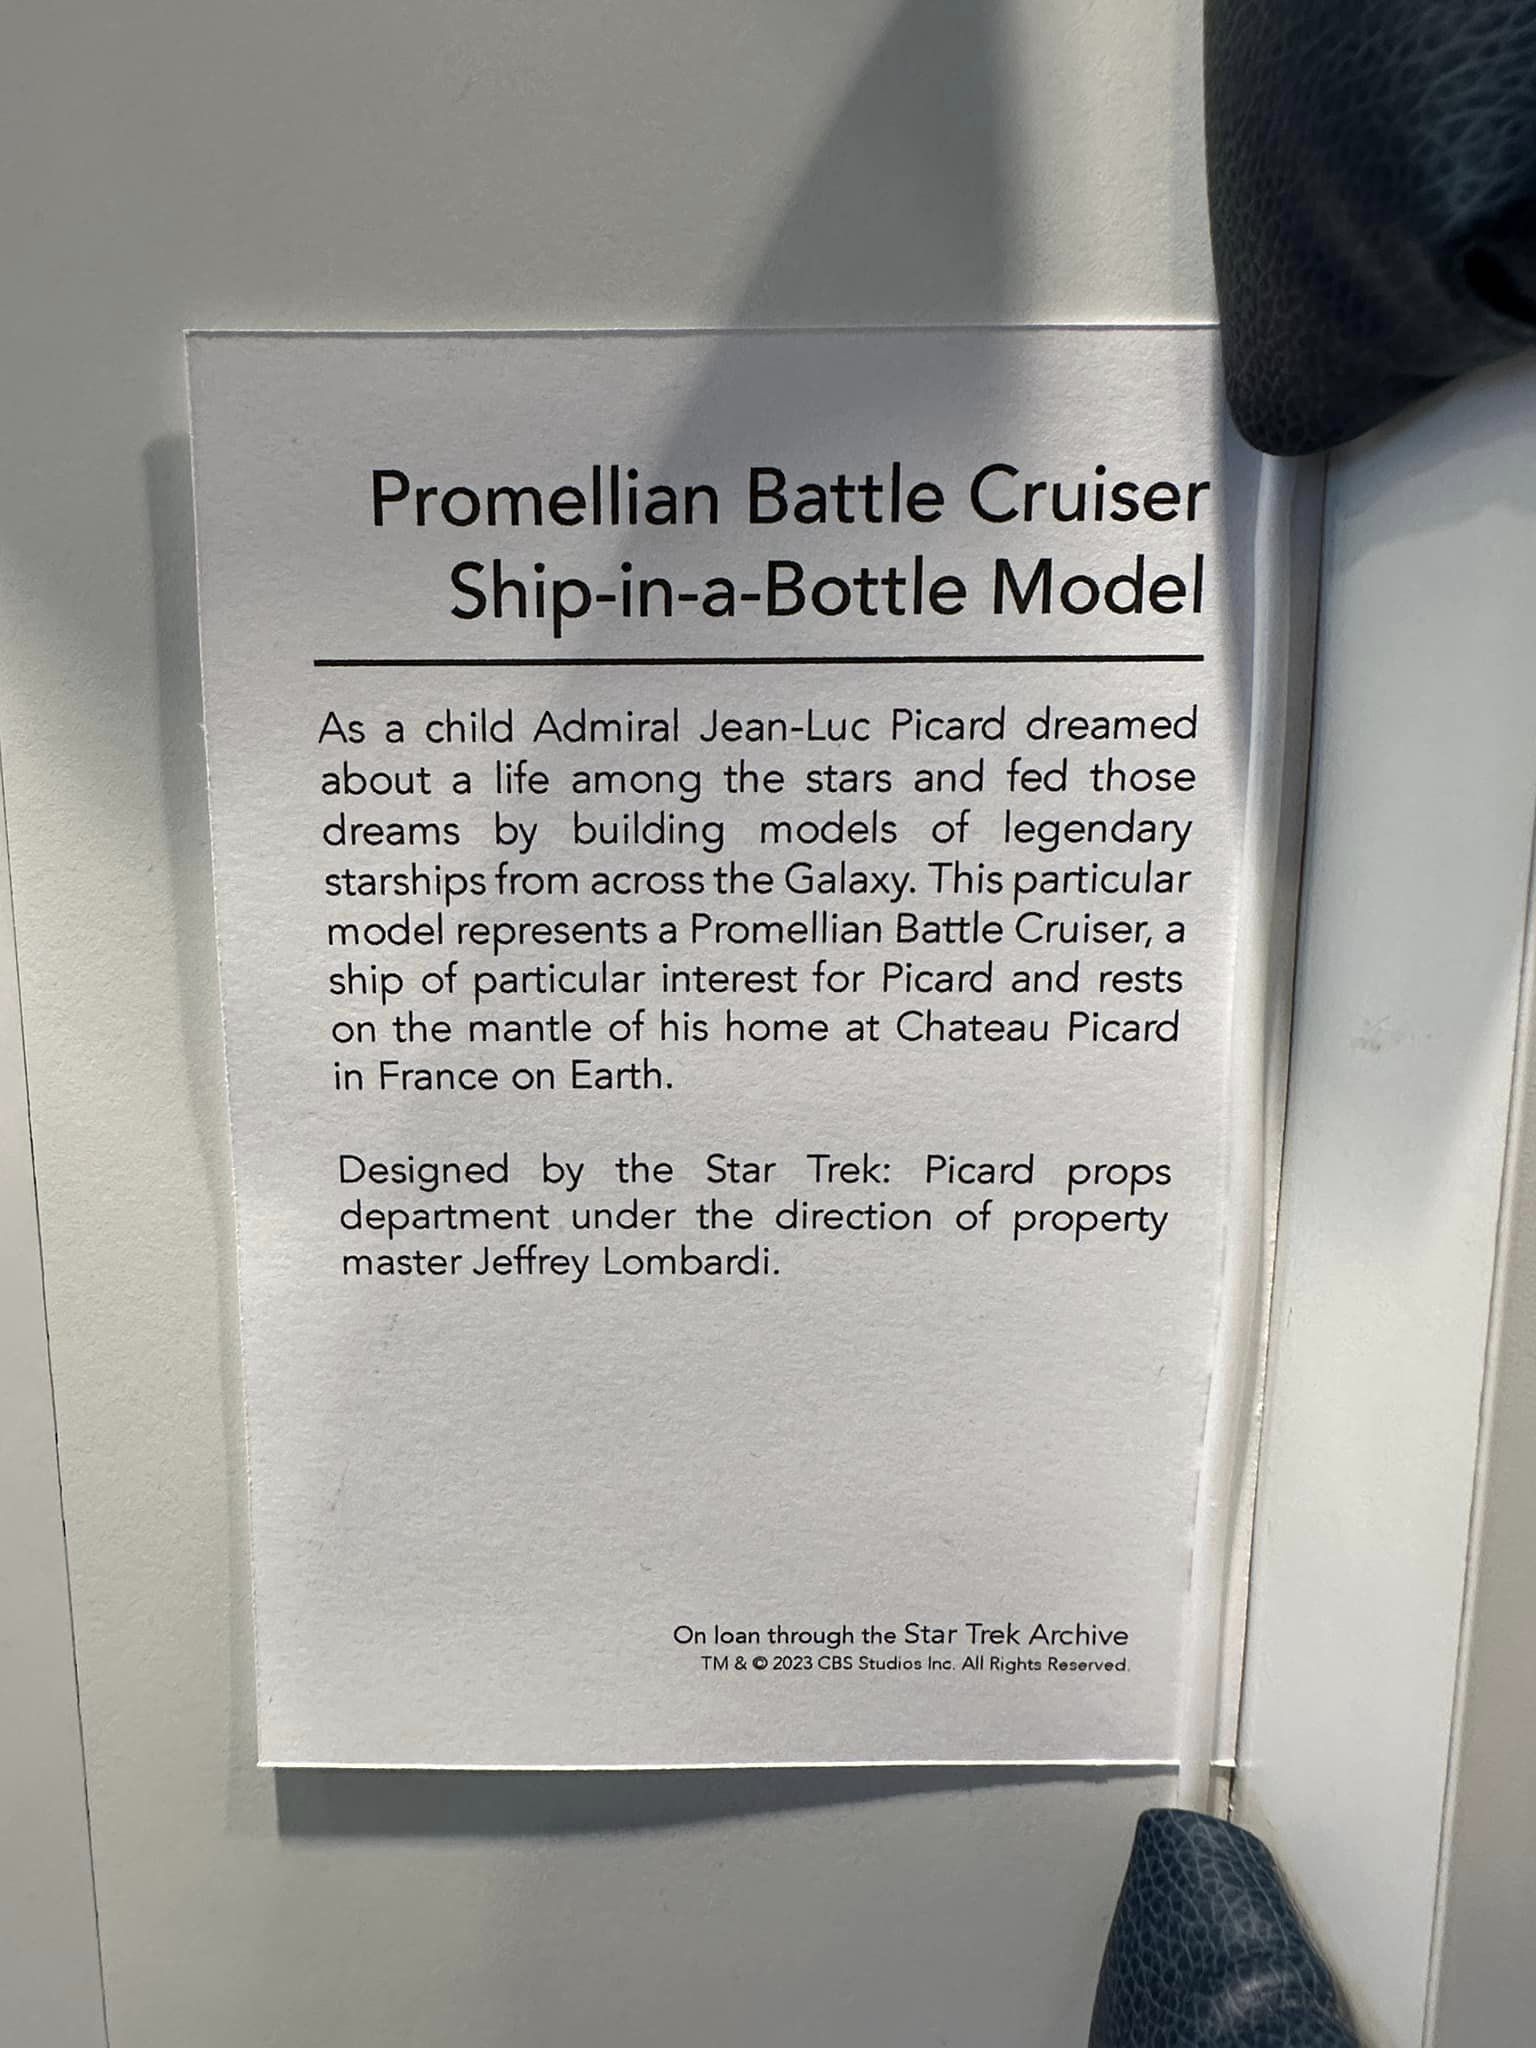 Promellian Battle Cruiser
Ship-in-a-Bottle Model
As a child Admiral Jean-Luc Picard dreamed
about a life among the stars and fed those
dreams by building models of legendary
starships from across the Galaxy. This particular
model represents a Promellian Battle Cruiser, a
ship of particular interest for Picard and rests
on the mantle of his home at Chateau Picard
in France on Earth.
Designed by the Star Trek: Picard props
department under the direction of property
master Jeffrey Lombardi.
On loan through the Star Trek Archive
TM & © 2023 CBS Studios Inc. All Rights Reserved.